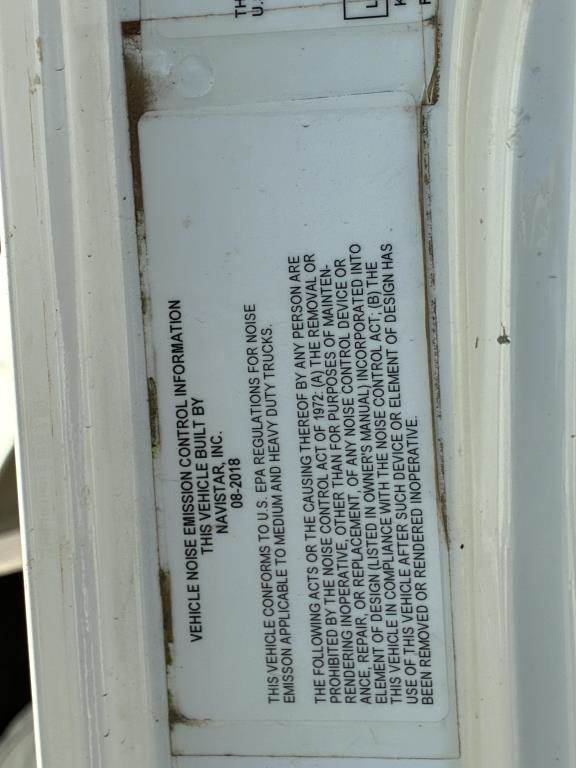 VEHICLE NOISE EMISSION CONTROL INFORMATION
THIS VEHICLE BUILT BY
NAVISTAR, INC.
08-2018
THIS VEHICLE CONFORMS TO U.S. EPA REGULATIONS FOR NOISE
EMISSON APPLICABLE TO MEDIUM AND HEAVY DUTY TRUCKS.
THE FOLLOWING ACTS OR THE CAUSING THEREOF BY ANY PERSON ARE
PROHIBITED BY THE NOISE CONTROL ACT OF 1972: (A) THE REMOVAL OR
RENDERING INOPERATIVE, OTHER THAN FOR PURPOSES OF MAINTEN-
ANCE, REPAIR, OR REPLACEMENT, OF ANY NOISE CONTROL DEVICE OR
ELEMENT OF DESIGN (LISTED IN OWNER'S MANUAL) INCORPORATED INTO
THIS VEHICLE IN COMPLIANCE WITH THE NOISE CONTROL ACT; (B) THE
USE OF THIS VEHICLE AFTER SUCH DEVICE OR ELEMENT OF DESIGN HAS
BEEN REMOVED OR RENDERED INOPERATIVE.